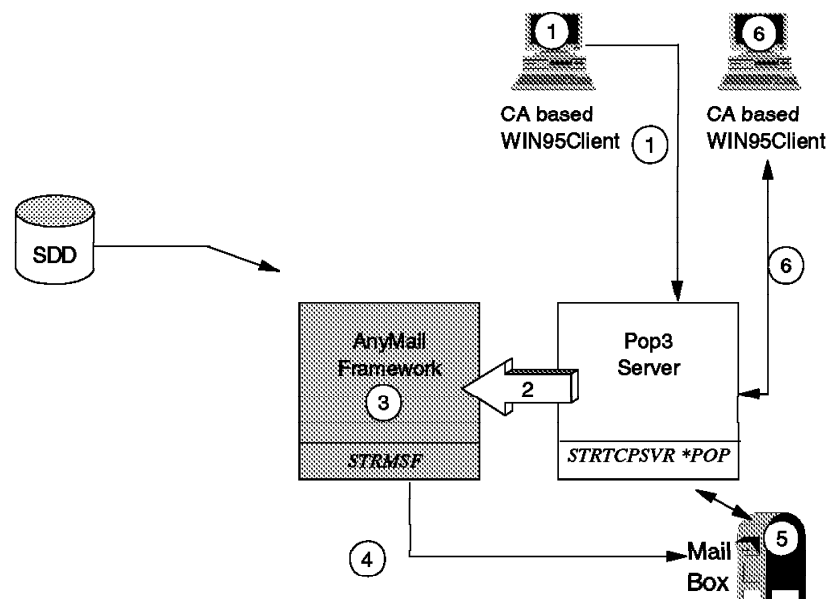 1
6
CA based
WIN95Client
CA based
WIN95Client
1
SDD
6
AnyMail
Framework
3
STRMSF
2
Pop3
Server
STRTCPSVR *POP
4
Mail
Box
5